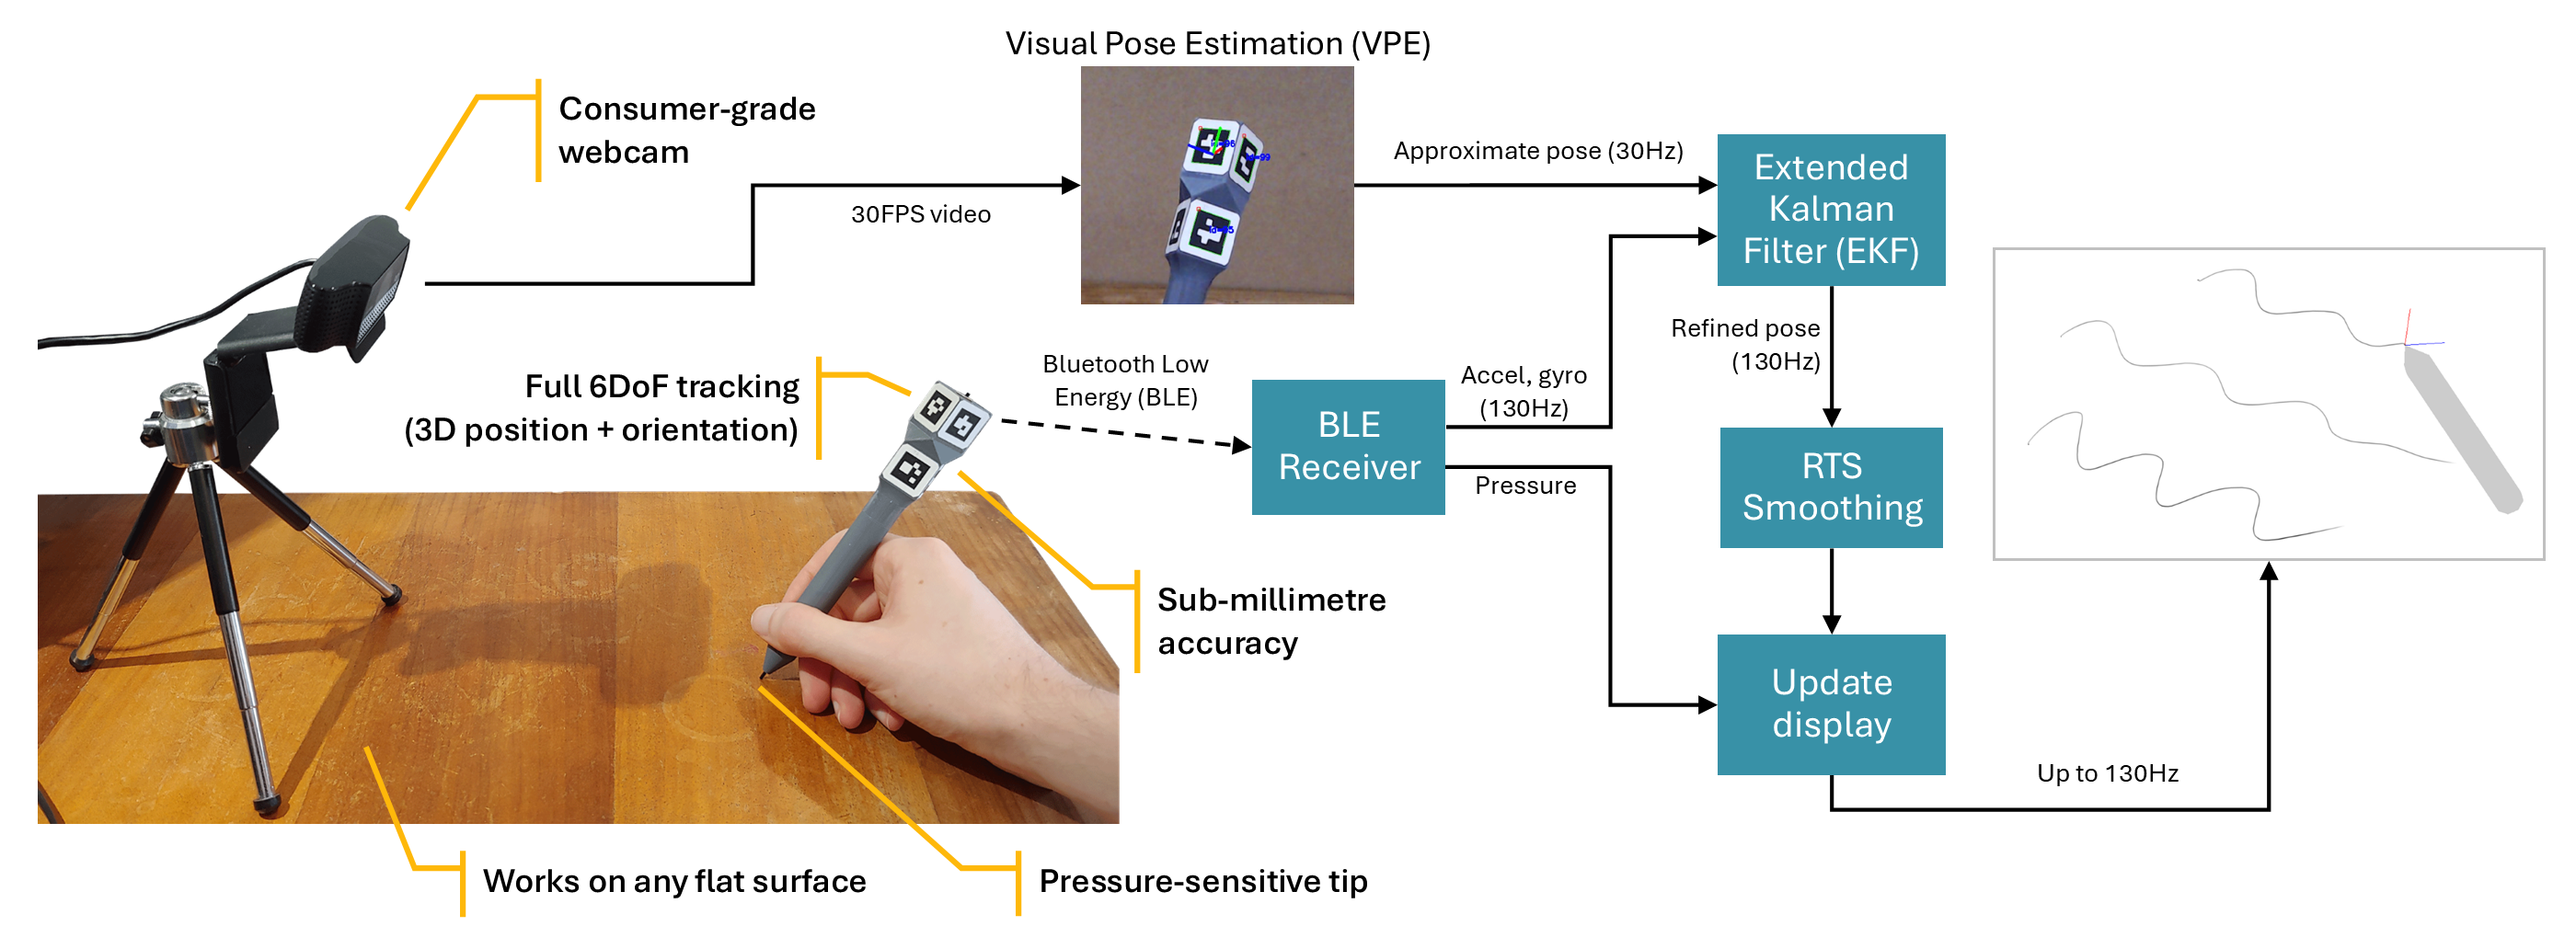 Visual Pose Estimation (VPE)
Consumer-grade
webcam
30FPS video
Approximate pose (30Hz)
Extended
Kalman
Filter (EKF)
Full 6DoF tracking
(3D position + orientation)
Bluetooth Low
Energy (BLE)
BLE
Receiver
Accel, gyro
(130Hz)
Pressure
Refined pose
(130Hz)
RTS
Smoothing
Sub-millimetre
accuracy
Update
display
Up to 130Hz
Works on any flat surface
Pressure-sensitive tip